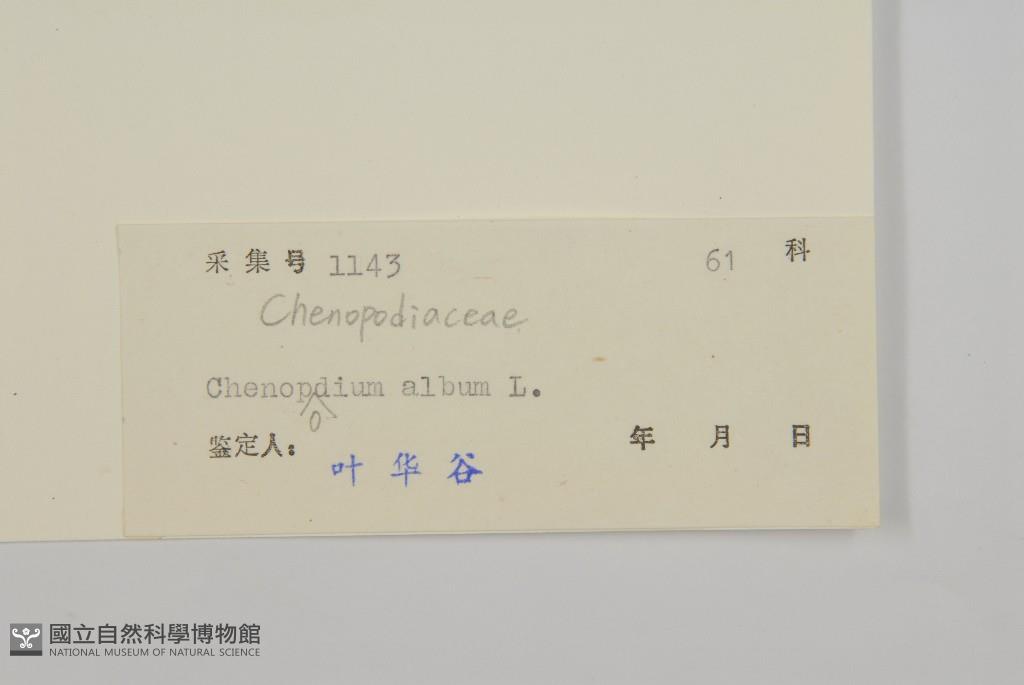 采集号 1143 61 科
Chenopodiaceae
Chenopdium album L.
o
鉴定人: 年 月 日
叶华谷
國立自然科學博物館
NATIONAL MUSEUM OF NATURAL SCIENCE